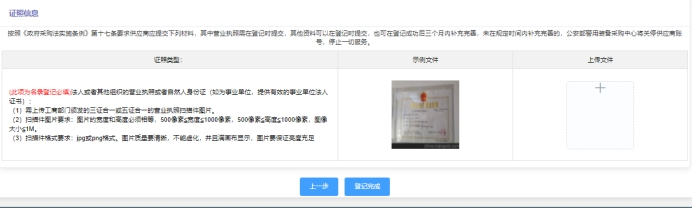 证照信息
按照《政府采购法实施条例》第十七条要求供应商应提交下列材料，其中营业执照需在登记时提交，其他资料可以在登记时提交，也可在登记成功后三个月内补充完善，未在规定时间内补充完善的，公安部警用装备采购中心将关停供应商账
号，停止一切服务。
证照类型：
示例文件
上传文件
(此项为名录登记必填)法人或者其他组织的营业执照或者自然人身份证（如为事业单位，提供有效的事业单位法人
证书）：
（1）需上传工商部门颁发的三证合一或五证合一的营业执照扫描件图片。
（2）扫描件图片要求：图片的宽度和高度必须相等，500像素≦宽度≦1000像素，500像素≦高度≦1000像素，图像
大小≦1M。
（3）扫描件格式要求：jpg或png格式。图片质量要清晰，不能虚化，并且满画布显示，图片要保证亮度充足
上一步
登记完成